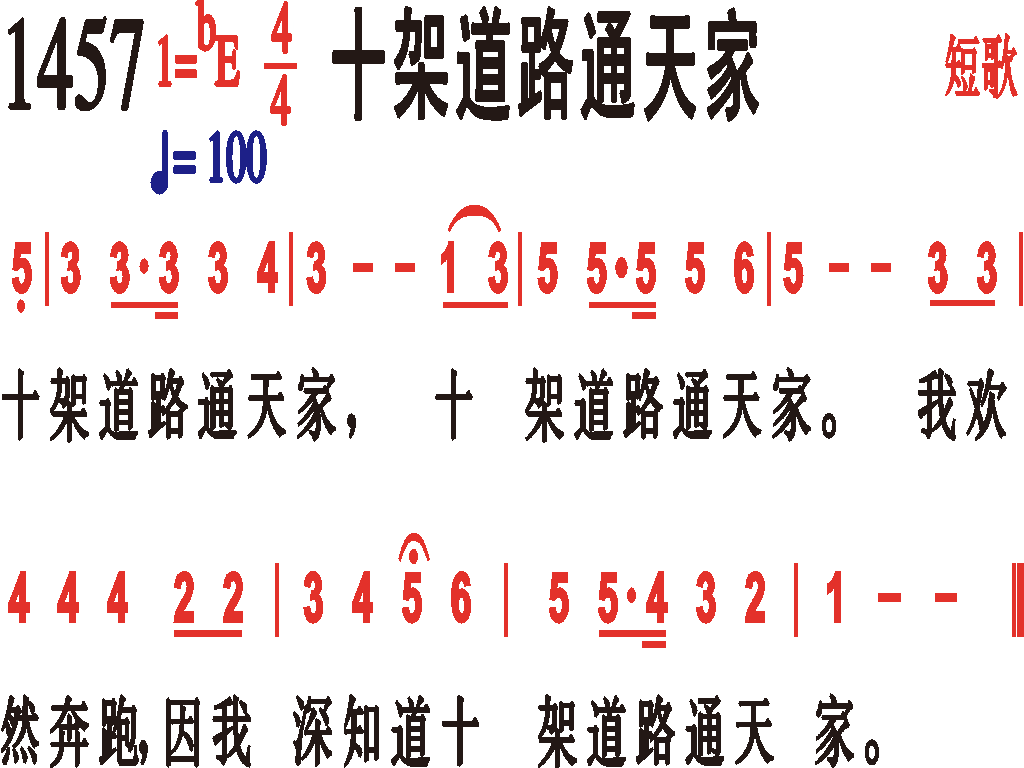 1457 1=bE 4/4 十架道路通天家 短歌
♩= 100
5̣ | 3 3·3 3 4 | 3 - - 1 3 | 5 5·5 5 6 | 5 - - 3 3 |
十架道路通天家， 十 架道路通天家。 我欢
4 4 4 2 2 | 3 4 5 6 | 5 5·4 3 2 | 1 - - ‖
然奔跑，因我 深知道十 架道路通天 家。